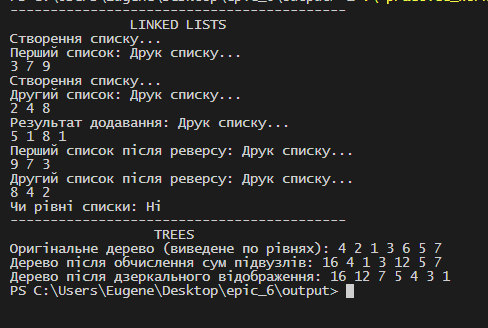 ---------------------------------------------
LINKED LISTS
Створення списку...
Перший список: Друк списку...
3 7 9
Створення списку...
Другий список: Друк списку...
2 4 8
Результат додавання: Друк списку...
5 1 8 1
Перший список після реверсу: Друк списку...
9 7 3
Другий список після реверсу: Друк списку...
8 4 2
Чи рівні списки: Ні
---------------------------------------------
TREES
Оригінальне дерево (виведене по рівнях): 4 2 1 3 6 5 7
Дерево після обчислення сум підвузлів: 16 4 1 3 12 5 7
Дерево після дзеркального відображення: 16 12 7 5 4 3 1
PS C:\Users\Eugene\Desktop\epic_6\output>